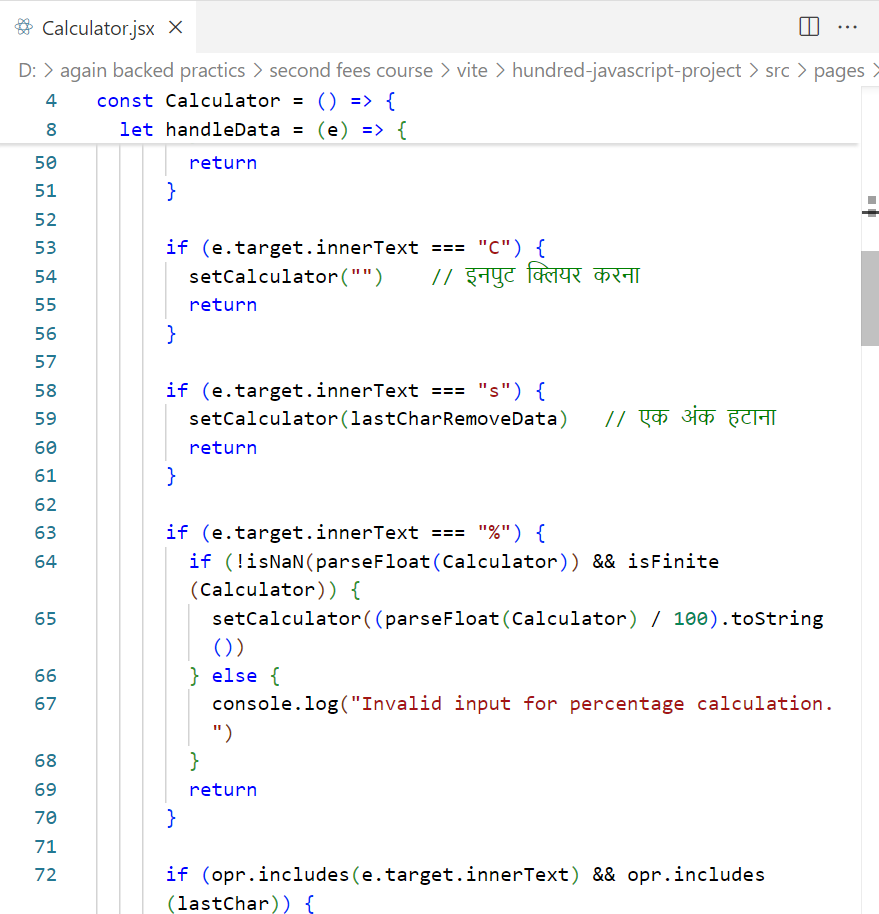 Calculator.jsx
D: > again backed practics > second fees course > vite > hundred-javascript-project > src > pages >
4 const Calculator = () => {
8 let handleData = (e) => {
50 return
51 }
52
53 if (e.target.innerText === "C") {
54 setCalculator("") // इनपुट क्लियर करना
55 return
56 }
57
58 if (e.target.innerText === "s") {
59 setCalculator(lastCharRemoveData) // एक अंक हटाना
60 return
61 }
62
63 if (e.target.innerText === "%") {
64 if (!isNaN(parseFloat(Calculator)) && isFinite
(Calculator)) {
65 setCalculator((parseFloat(Calculator) / 100).toString
())
66 } else {
67 console.log("Invalid input for percentage calculation.
")
68 }
69 return
70 }
71
72 if (opr.includes(e.target.innerText) && opr.includes
(lastChar)) {